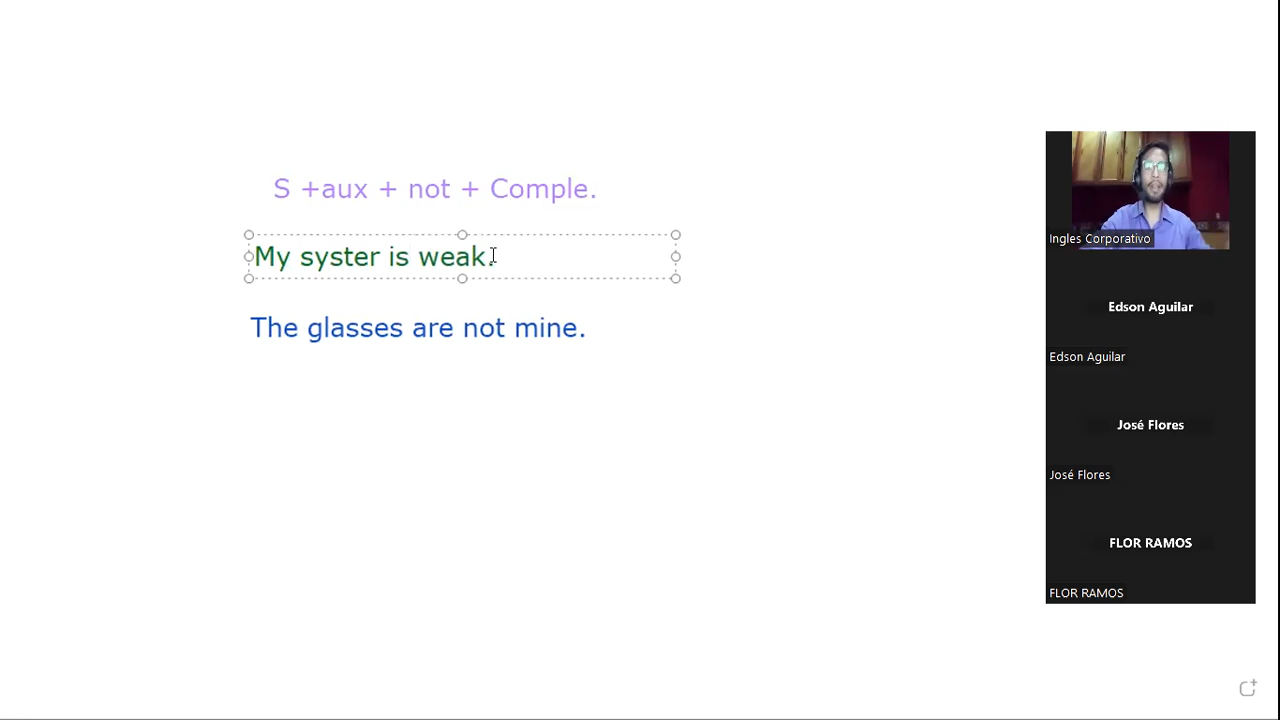 S +aux + not + Comple.
My syster is weak.
The glasses are not mine.
Ingles Corporativo
Edson Aguilar
Edson Aguilar
José Flores
José Flores
FLOR RAMOS
FLOR RAMOS